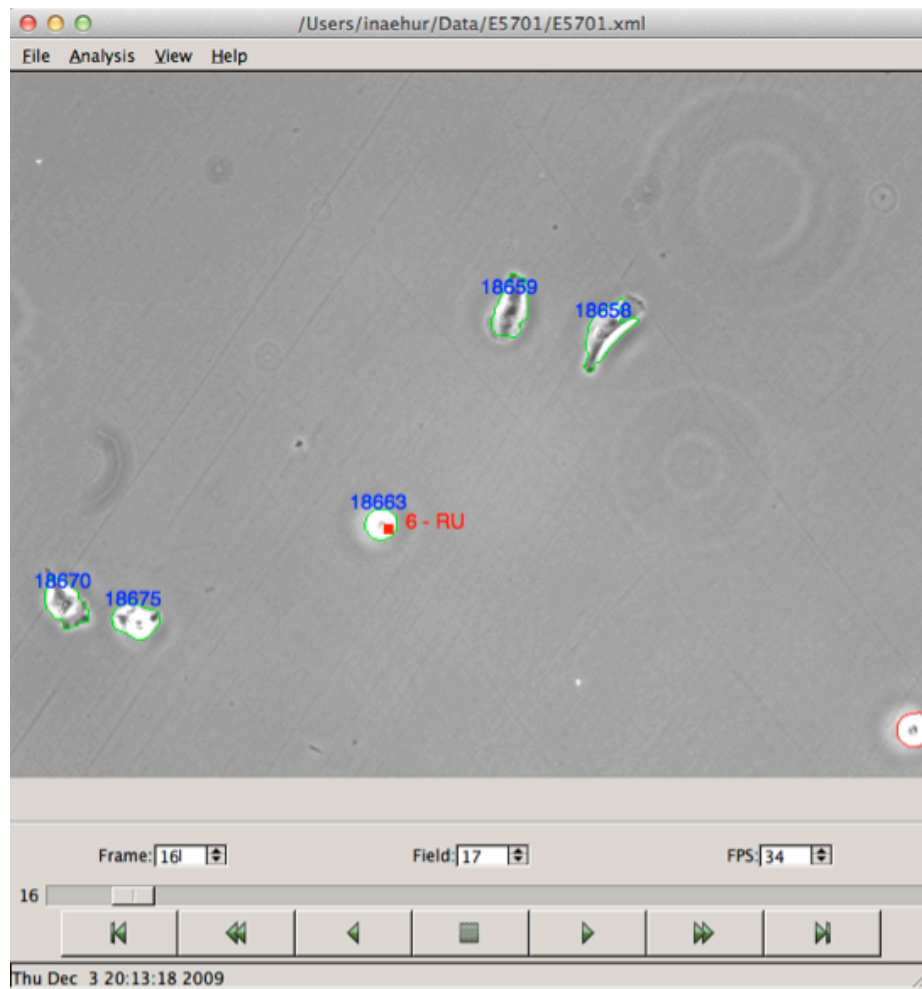 /Users/inaehur/Data/E5701/E5701.xml
File Analysis View Help
18659
18658
18663
6 - RU
18670
18675
Frame: 16 Field: 17 FPS: 34
16
Thu Dec 3 20:13:18 2009